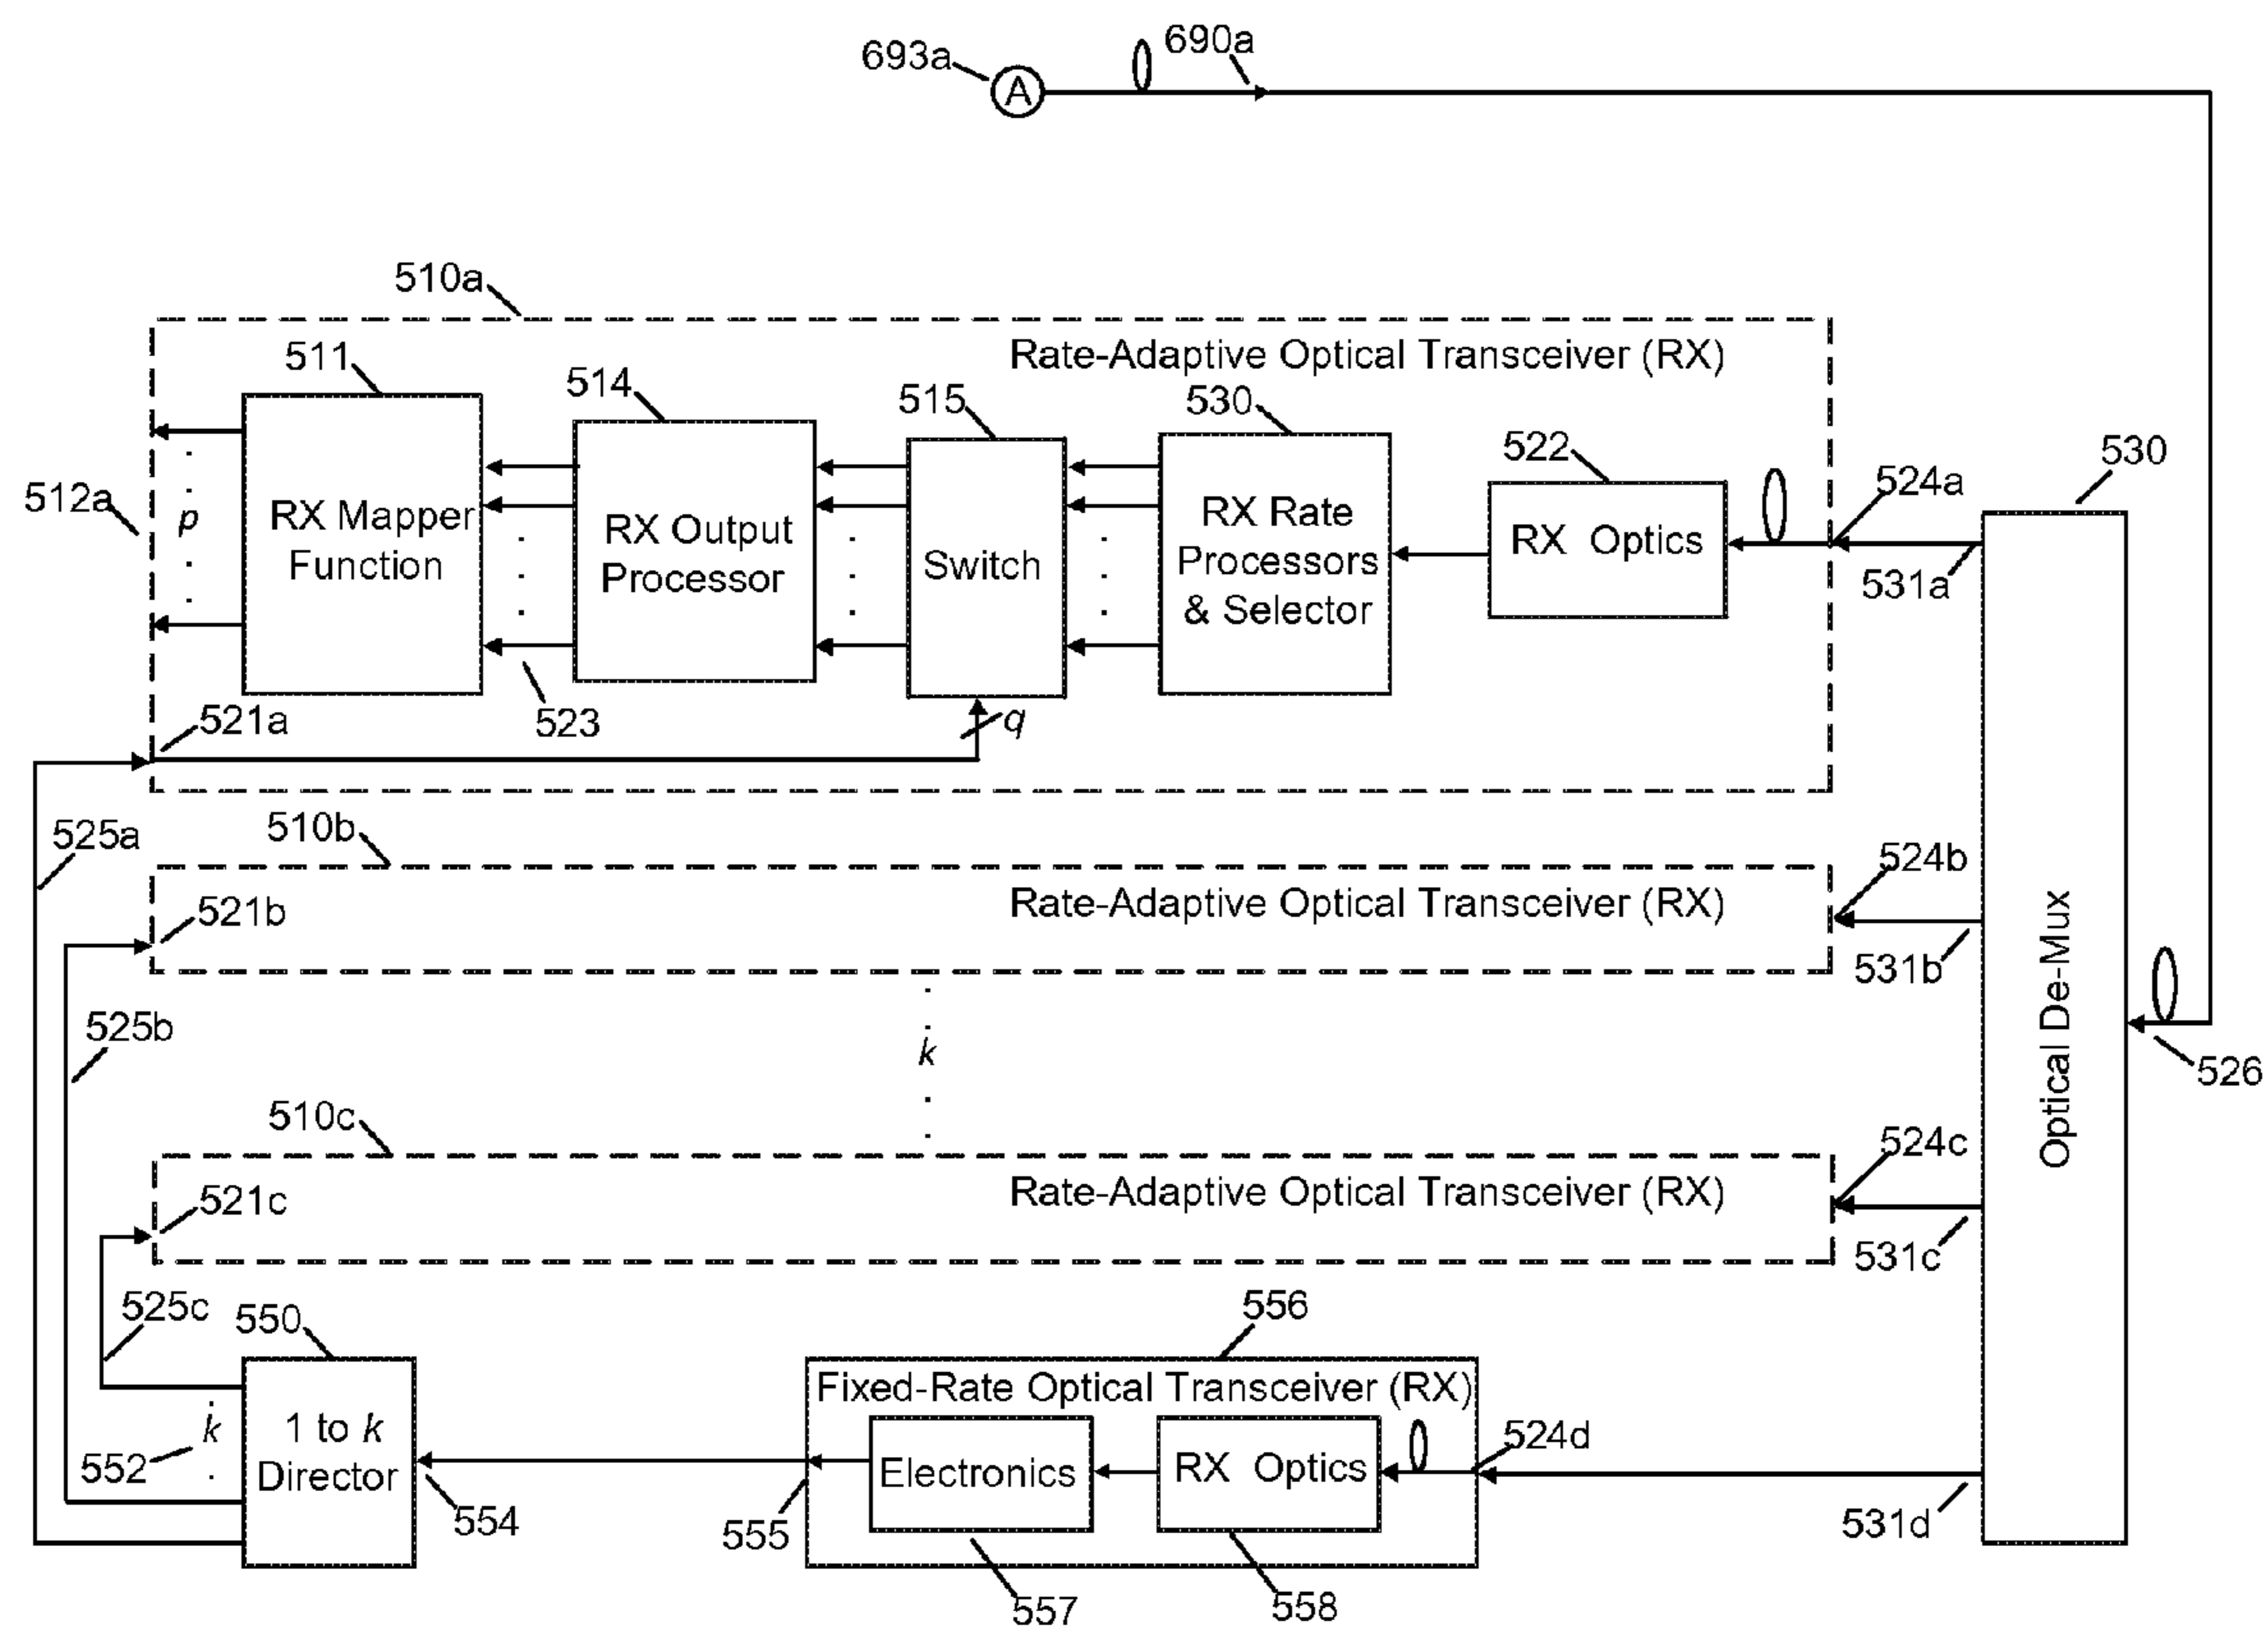 693a
A
690a
510a
Rate-Adaptive Optical Transceiver (RX)
511
514
515
530
522
524a
530
512a
p
RX Mapper
Function
RX Output
Processor
Switch
RX Rate
Processors
& Selector
RX Optics
531a
521a
523
q
525a
510b
524b
521b
Rate-Adaptive Optical Transceiver (RX)
531b
Optical De-Mux
526
525b
k
510c
524c
521c
Rate-Adaptive Optical Transceiver (RX)
531c
525c
550
556
k
552
1 to k
Director
554
Fixed-Rate Optical Transceiver (RX)
Electronics
RX Optics
524d
555
531d
557
558